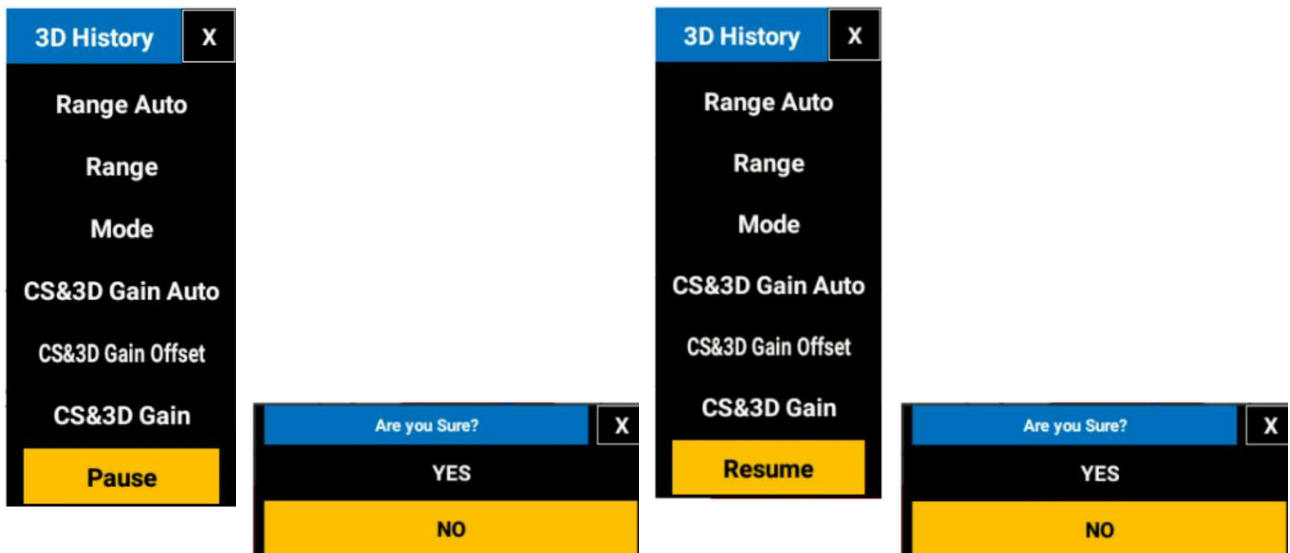 3D History X
Range Auto
Range
Mode
CS&3D Gain Auto
CS&3D Gain Offset
CS&3D Gain
Pause
Are you Sure? X
YES
NO
3D History X
Range Auto
Range
Mode
CS&3D Gain Auto
CS&3D Gain Offset
CS&3D Gain
Resume
Are you Sure? X
YES
NO